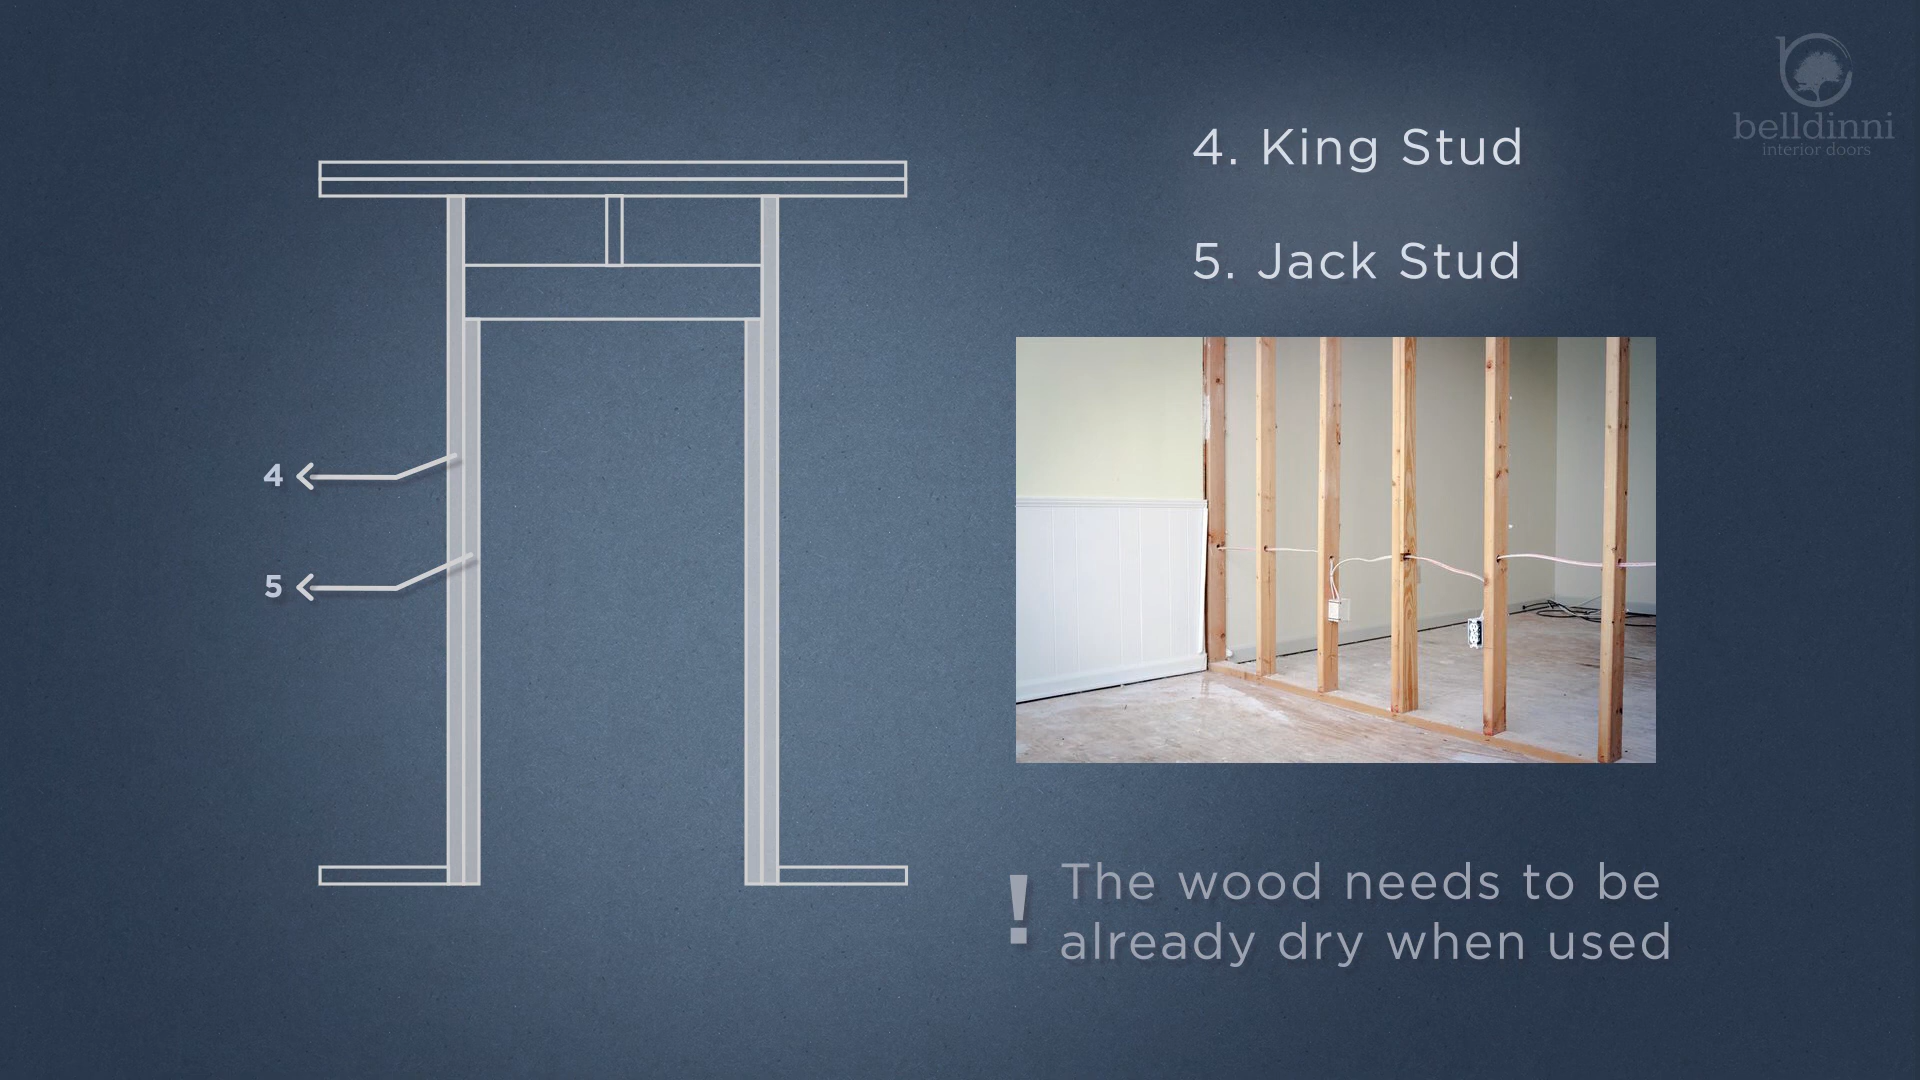 belldinni
interior doors
4. King Stud
5. Jack Stud
4
5
! The wood needs to be
already dry when used